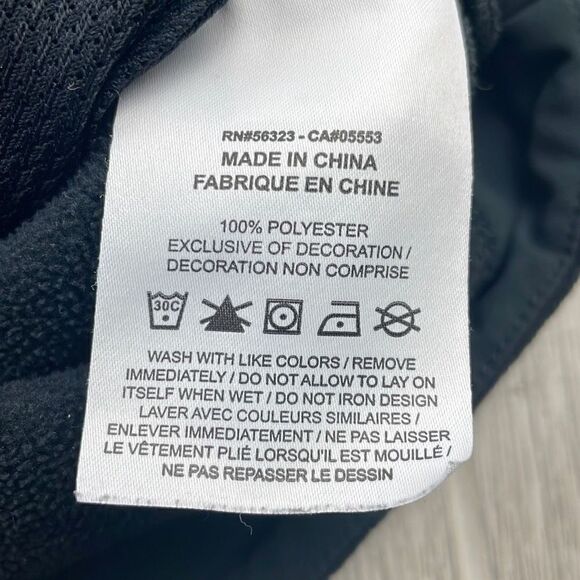 RN#56323 - CA#05553
MADE IN CHINA
FABRIQUE EN CHINE
100% POLYESTER
EXCLUSIVE OF DECORATION /
DECORATION NON COMPRISE
30C
WASH WITH LIKE COLORS / REMOVE
IMMEDIATELY / DO NOT ALLOW TO LAY ON
ITSELF WHEN WET / DO NOT IRON DESIGN
LAVER AVEC COULEURS SIMILAIRES /
ENLEVER IMMEDIATEMENT / NE PAS LAISSER
LE VÊTEMENT PLIÉ LORSQU'IL EST MOUILLÉ /
NE PAS REPASSER LE DESSIN